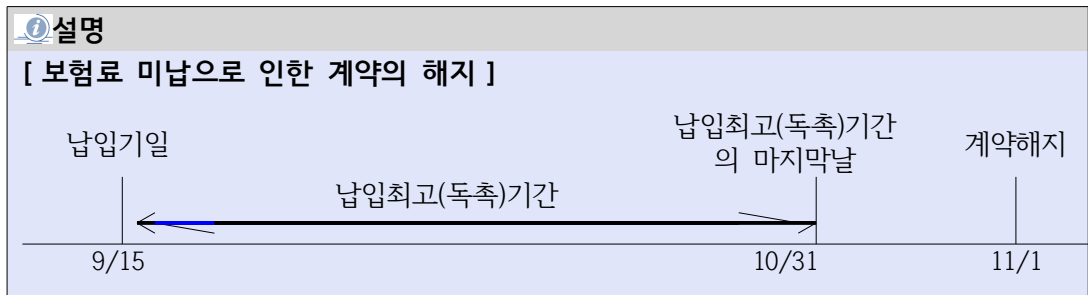 설명
[ 보험료 미납으로 인한 계약의 해지 ]
납입기일
납입최고(독촉)기간
의 마지막날
계약해지
납입최고(독촉)기간
9/15
10/31
11/1